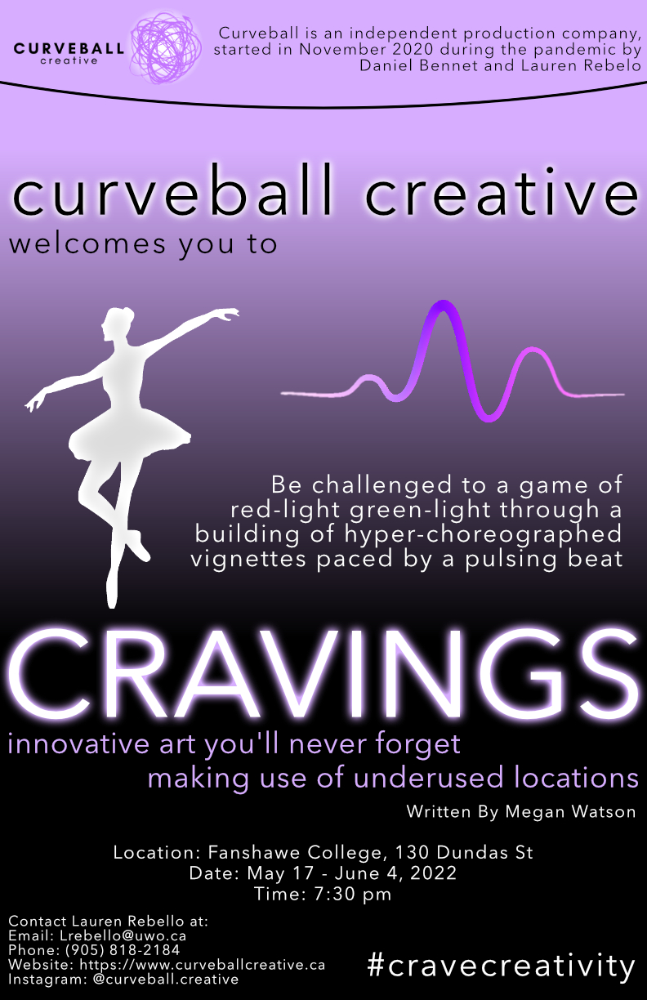 CURVEBALL
creative
Curveball is an independent production company,
started in November 2020 during the pandemic by
Daniel Bennet and Lauren Rebelo
curveball creative
welcomes you to
Be challenged to a game of
red-light green-light through a
building of hyper-choreographed
vignettes paced by a pulsing beat
CRAVINGS
innovative art you'll never forget
making use of underused locations
Written By Megan Watson
Location: Fanshawe College, 130 Dundas St
Date: May 17 - June 4, 2022
Time: 7:30 pm
Contact Lauren Rebello at:
Email: Lrebello@uwo.ca
Phone: (905) 818-2184
Website: https://www.curveballcreative.ca
Instagram: @curveball.creative
#cravecreativity